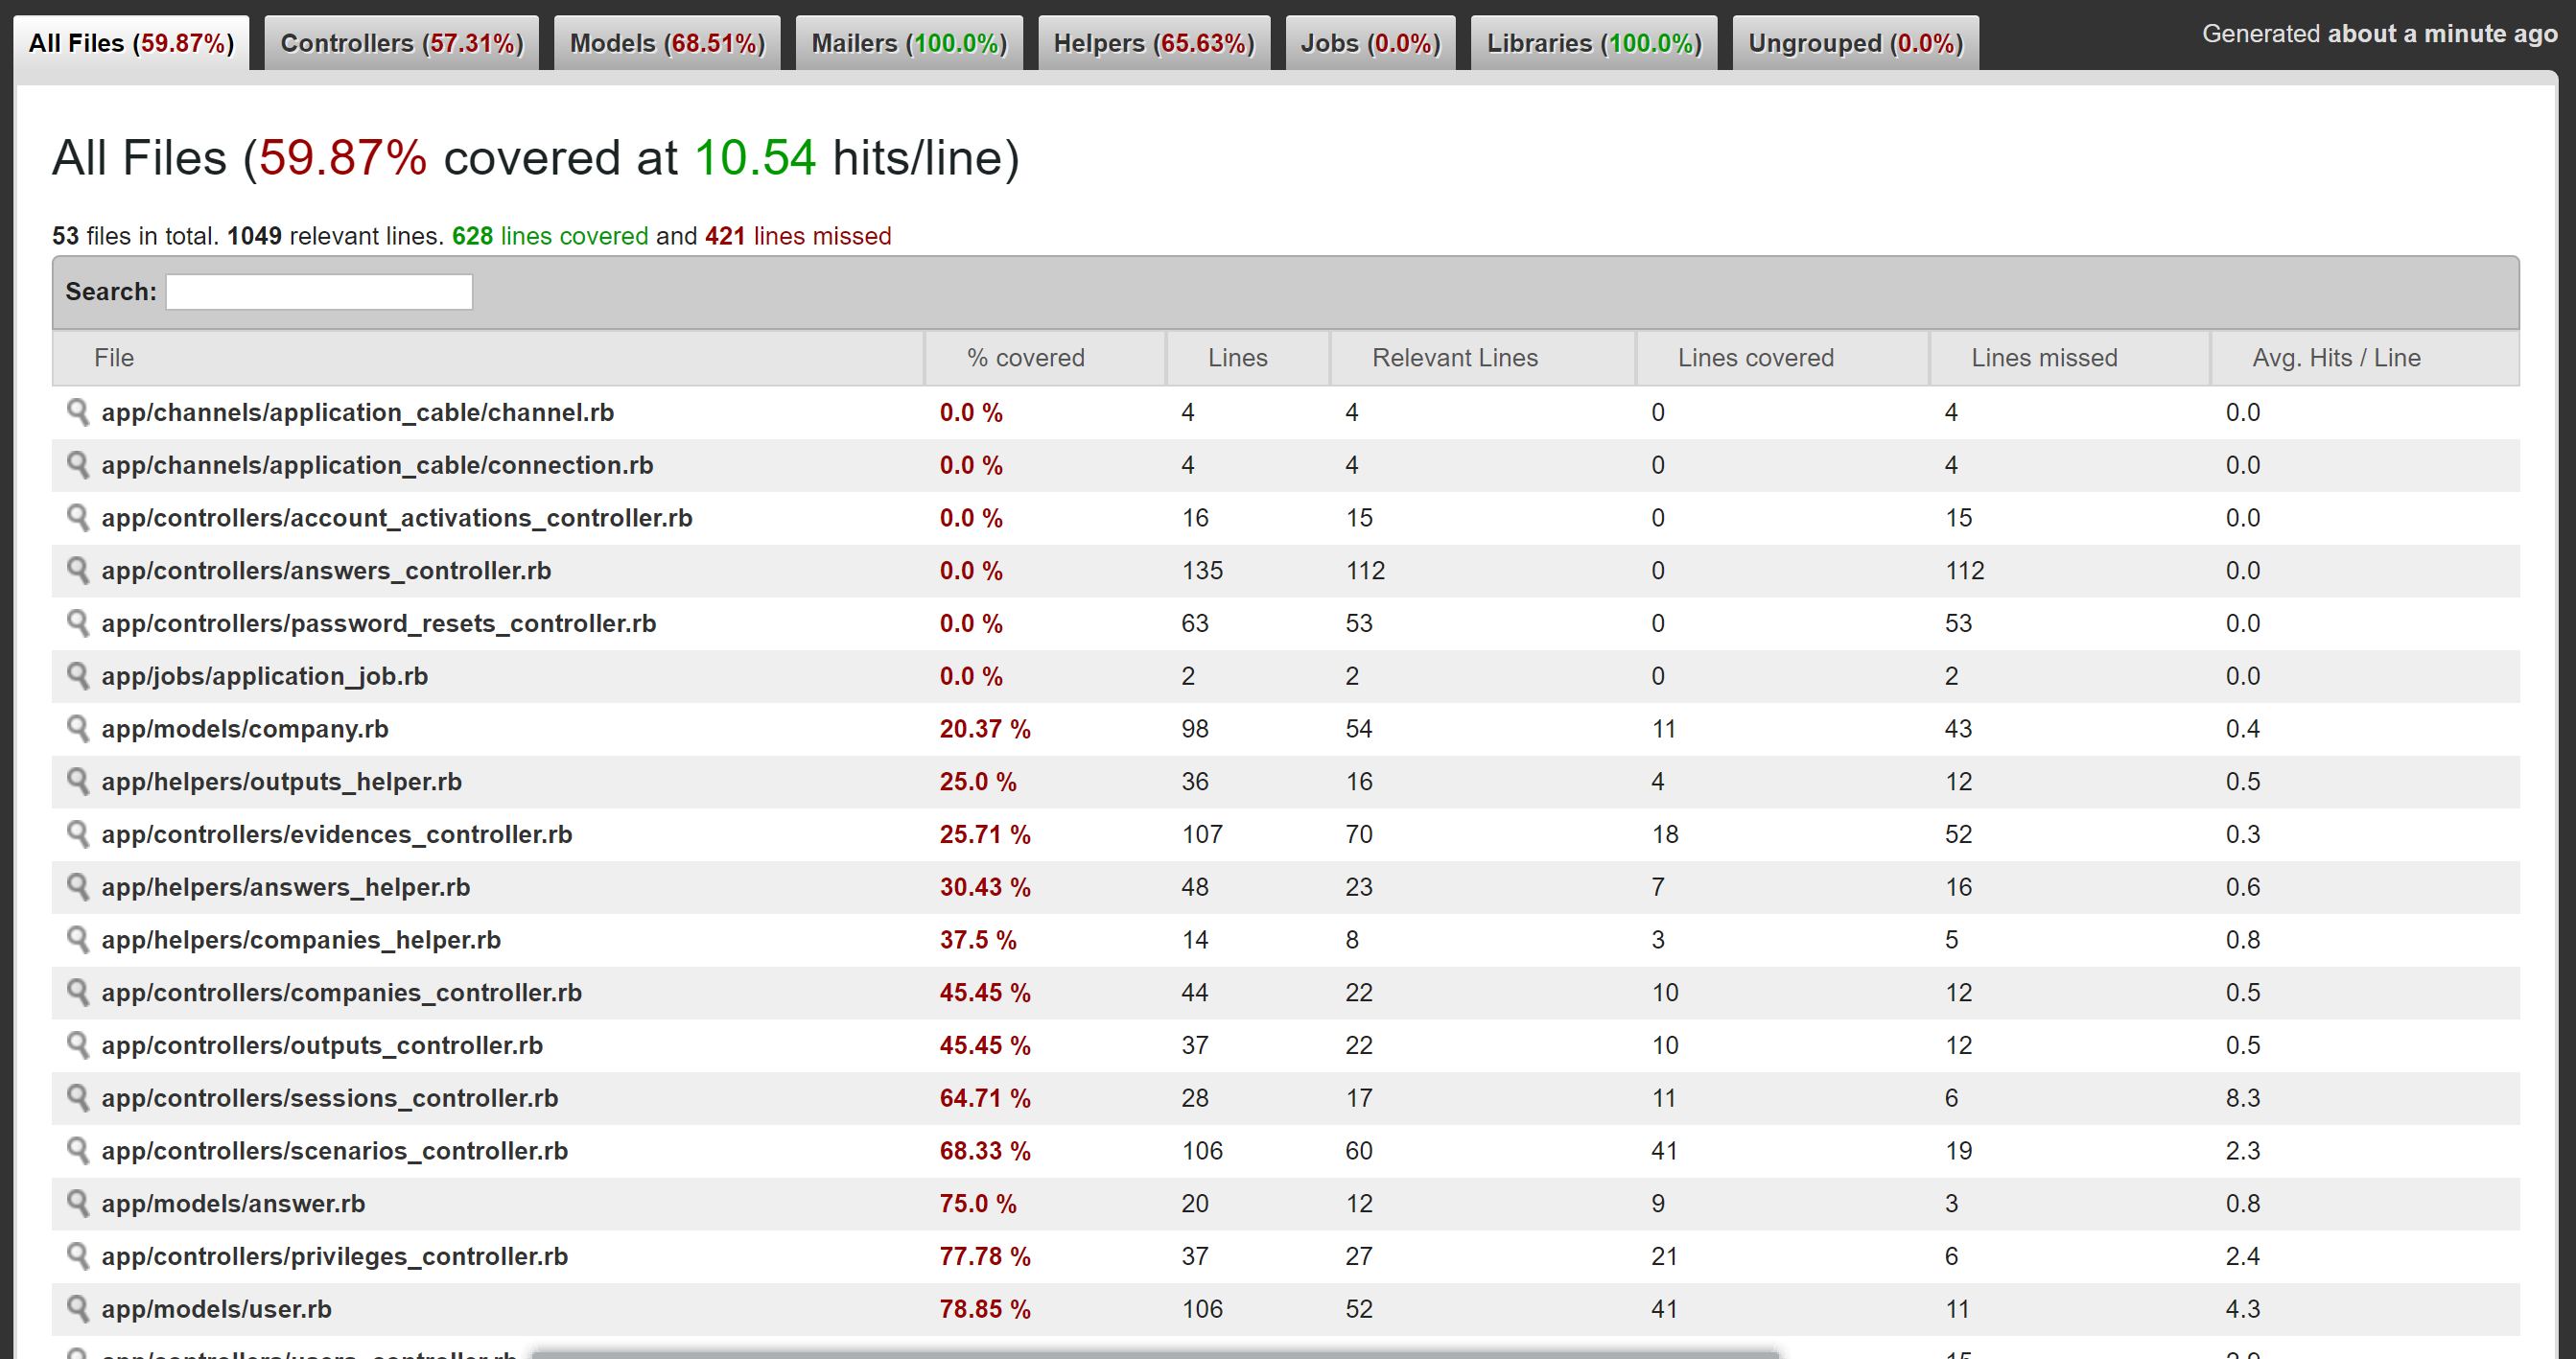 All Files (59.87%) Controllers (57.31%) Models (68.51%) Mailers (100.0%) Helpers (65.63%) Jobs (0.0%) Libraries (100.0%) Ungrouped (0.0%) Generated about a minute ago
All Files (59.87% covered at 10.54 hits/line)
53 files in total. 1049 relevant lines. 628 lines covered and 421 lines missed
Search:
File % covered Lines Relevant Lines Lines covered Lines missed Avg. Hits / Line
app/channels/application_cable/channel.rb 0.0 % 4 4 0 4 0.0
app/channels/application_cable/connection.rb 0.0 % 4 4 0 4 0.0
app/controllers/account_activations_controller.rb 0.0 % 16 15 0 15 0.0
app/controllers/answers_controller.rb 0.0 % 135 112 0 112 0.0
app/controllers/password_resets_controller.rb 0.0 % 63 53 0 53 0.0
app/jobs/application_job.rb 0.0 % 2 2 0 2 0.0
app/models/company.rb 20.37 % 98 54 11 43 0.4
app/helpers/outputs_helper.rb 25.0 % 36 16 4 12 0.5
app/controllers/evidences_controller.rb 25.71 % 107 70 18 52 0.3
app/helpers/answers_helper.rb 30.43 % 48 23 7 16 0.6
app/helpers/companies_helper.rb 37.5 % 14 8 3 5 0.8
app/controllers/companies_controller.rb 45.45 % 44 22 10 12 0.5
app/controllers/outputs_controller.rb 45.45 % 37 22 10 12 0.5
app/controllers/sessions_controller.rb 64.71 % 28 17 11 6 8.3
app/controllers/scenarios_controller.rb 68.33 % 106 60 41 19 2.3
app/models/answer.rb 75.0 % 20 12 9 3 0.8
app/controllers/privileges_controller.rb 77.78 % 37 27 21 6 2.4
app/models/user.rb 78.85 % 106 52 41 11 4.3
app/controllers/users_controller.rb